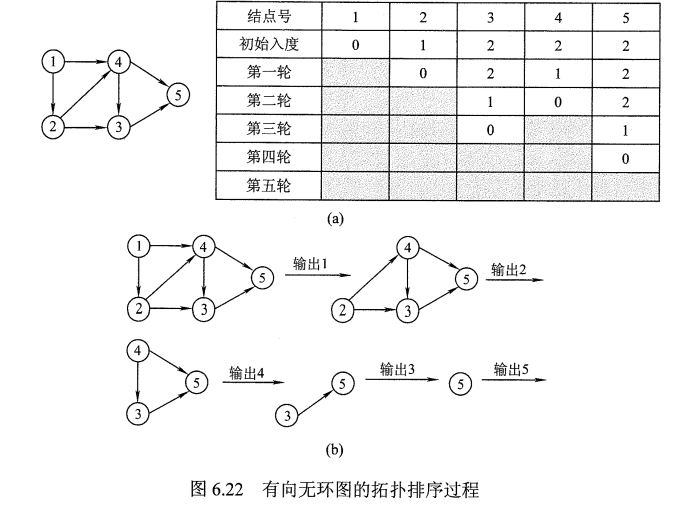 1 4 5 2 3
结点号 1 2 3 4 5
初始入度 0 1 2 2 2
第一轮 0 2 1 2
第二轮 1 0 2
第三轮 0 1
第四轮 0
第五轮
(a)
1 4 5 2 3 输出1 4 5 2 3 输出2
4 5 3 输出4 5 3 输出3 5 输出5
(b)
图 6.22 有向无环图的拓扑排序过程